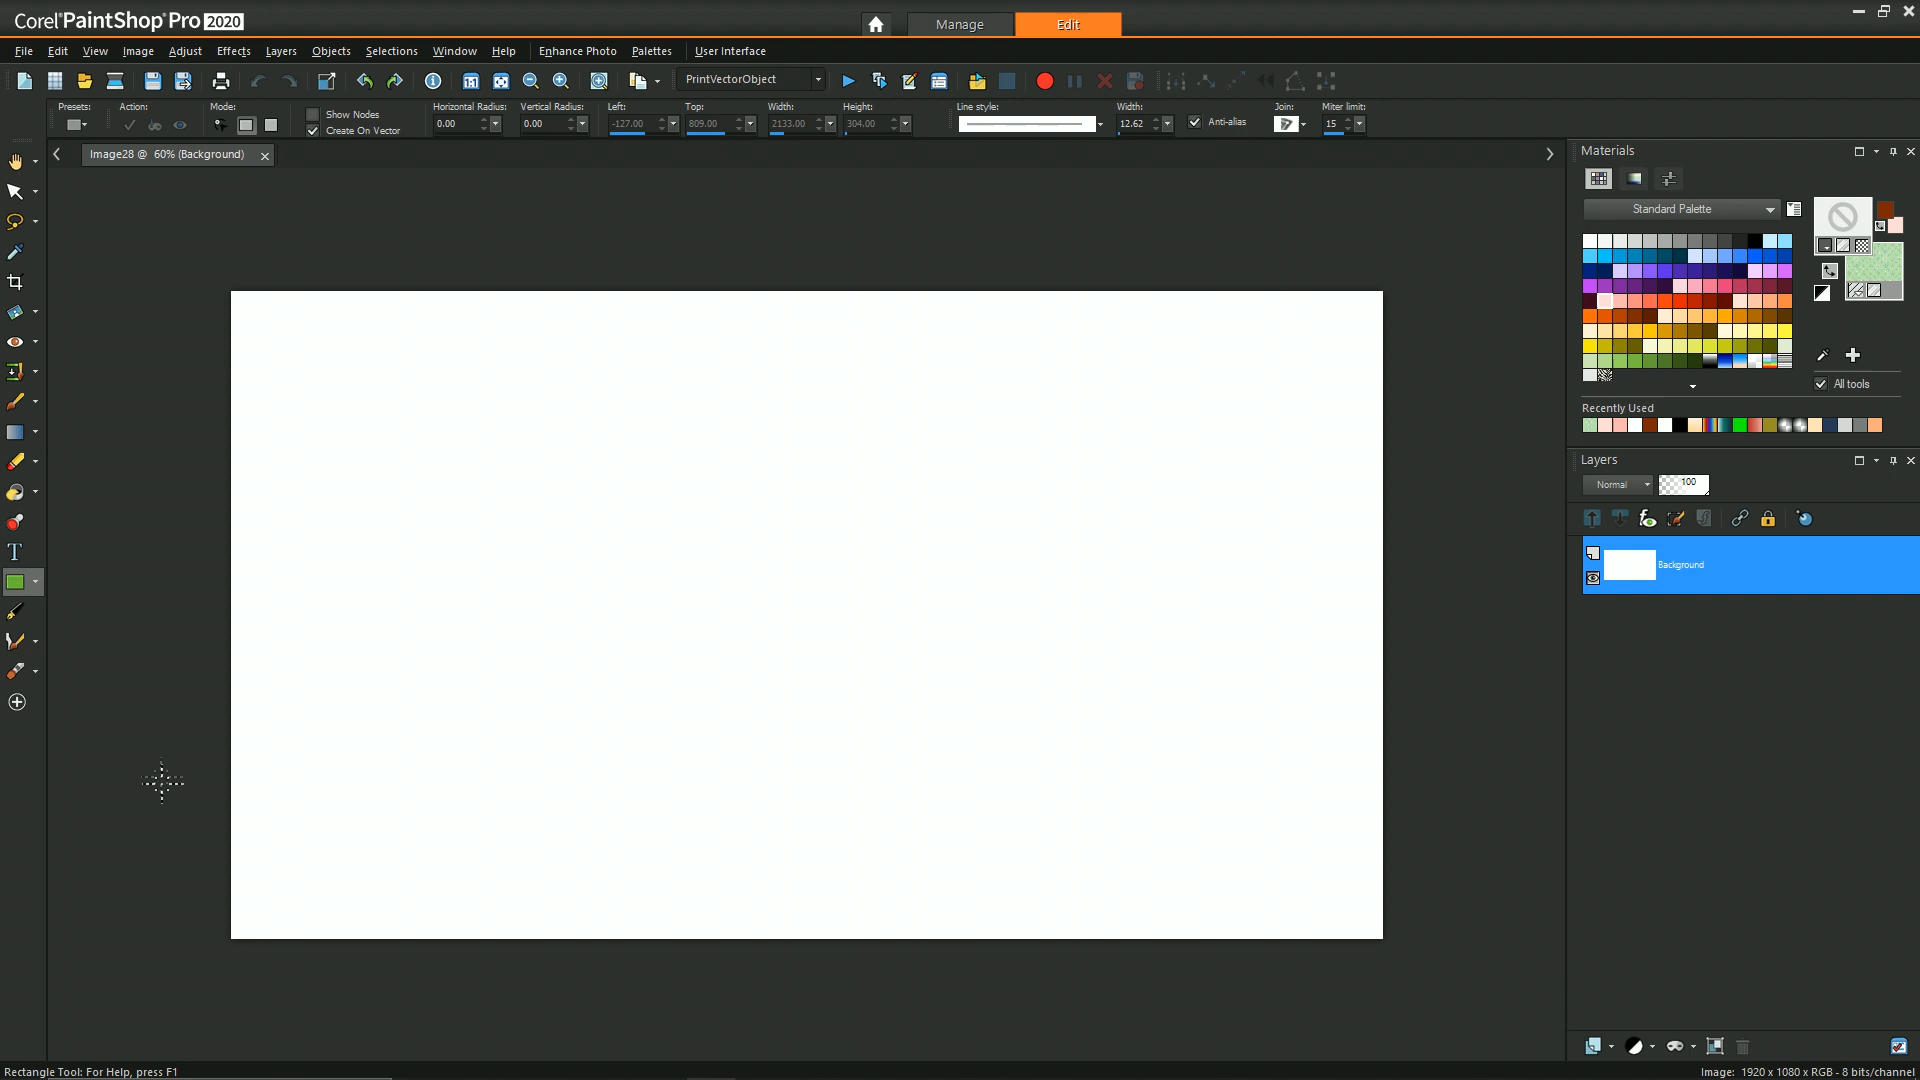 Corel PaintShop Pro 2020
Manage
Edit
File Edit View Image Adjust Effects Layers Objects Selections Window Help Enhance Photo Palettes User Interface
PrintVectorObject
Presets: Action: Mode: Horizontal Radius: Vertical Radius: Left: Top: Width: Height: Line style: Width: Join: Miter limit:
Show Nodes
0.00 0.00 -127.00 809.00 2133.00 304.00 12.62 Anti-alias 15
Create On Vector
Image28 @ 60% (Background)
Materials
Standard Palette
All tools
Recently Used
Layers
Normal 100
Background
Rectangle Tool: For Help, press F1
Image: 1920 x 1080 x RGB - 8 bits/channel